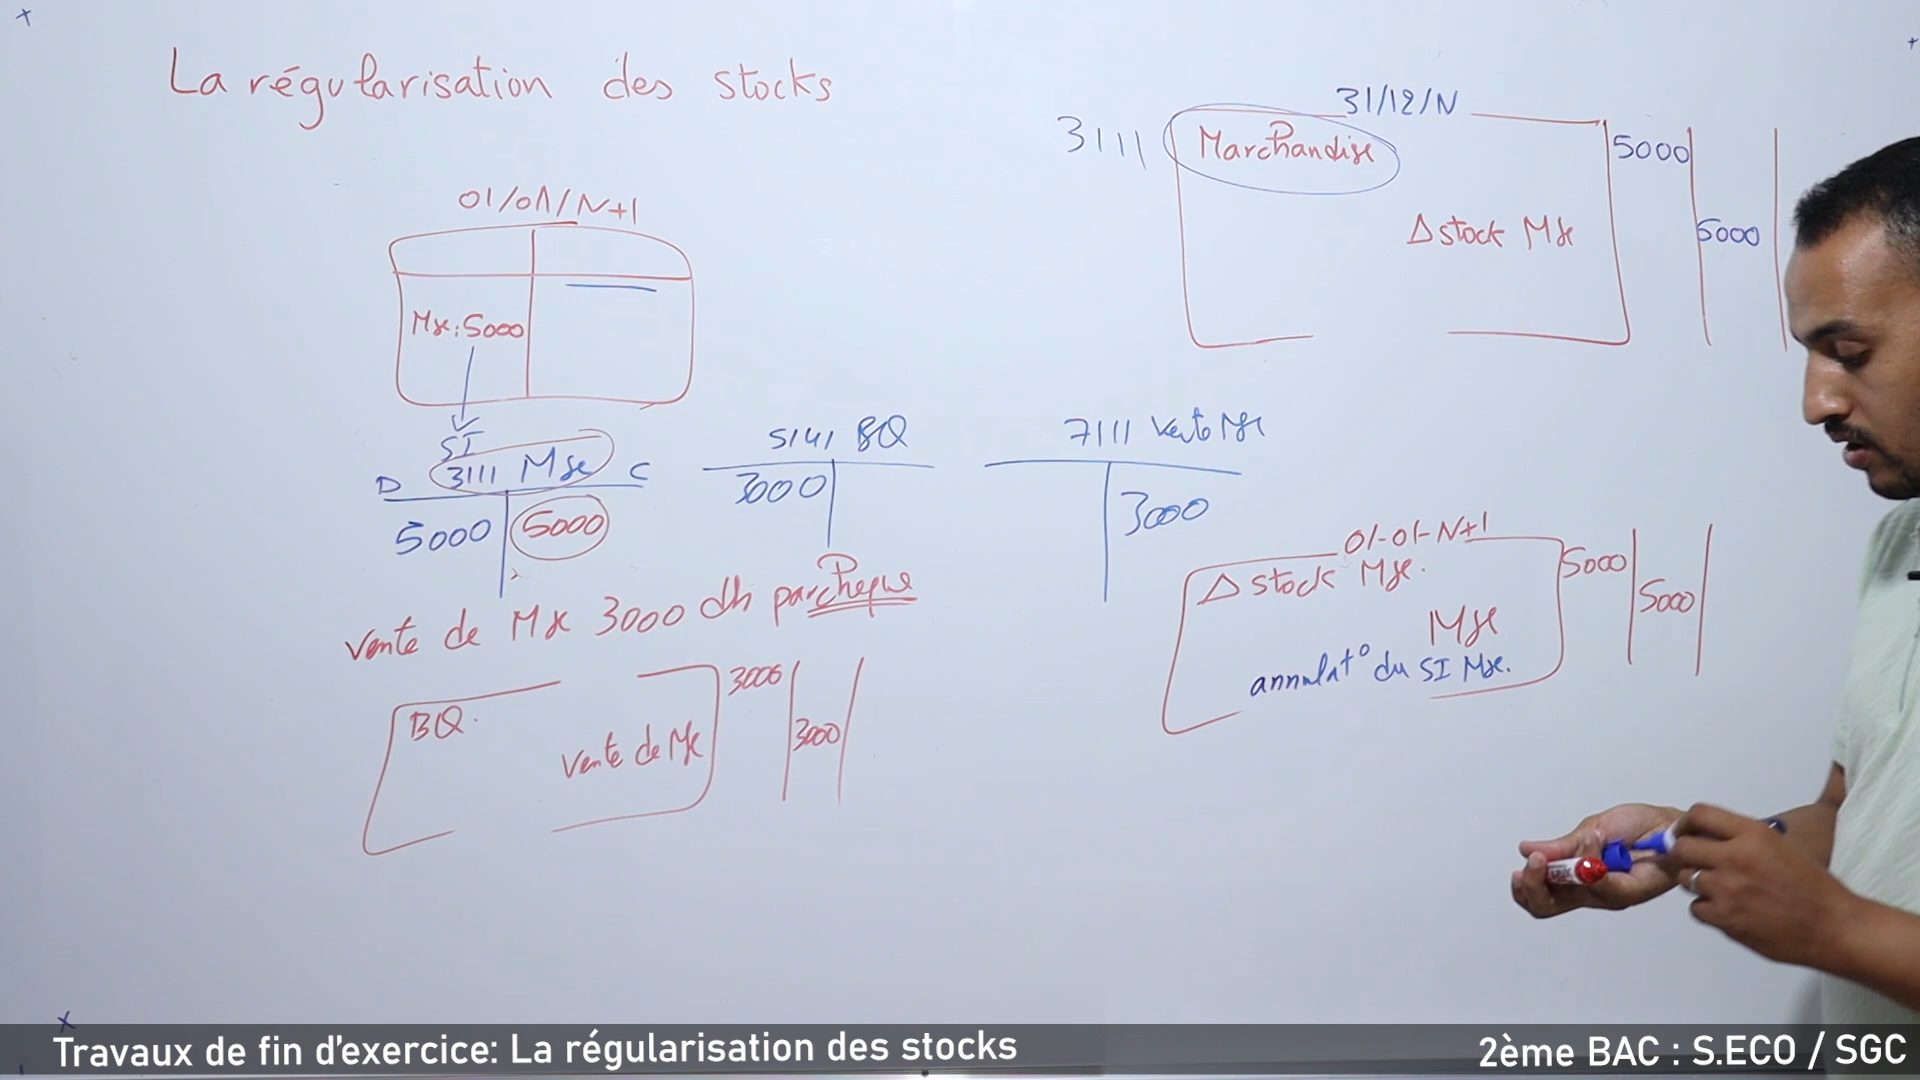 La régularisation des stocks
01/01/N+1
Mse : 5000
SI
D 3111 Mse C
5000 5000
5141 BQ
3000
7111 Vente Mse
3000
vente de Mse 3000 dh par chèque
BQ. 3000
Vente de Mse 3000
31/12/N
3111 Marchandise 5000
Δ stock Mse 5000
01-01-N+1
Δ stock Mse. 5000
Mse 5000
annulat° du SI Mse.
Travaux de fin d'exercice: La régularisation des stocks
2ème BAC : S.ECO / SGC